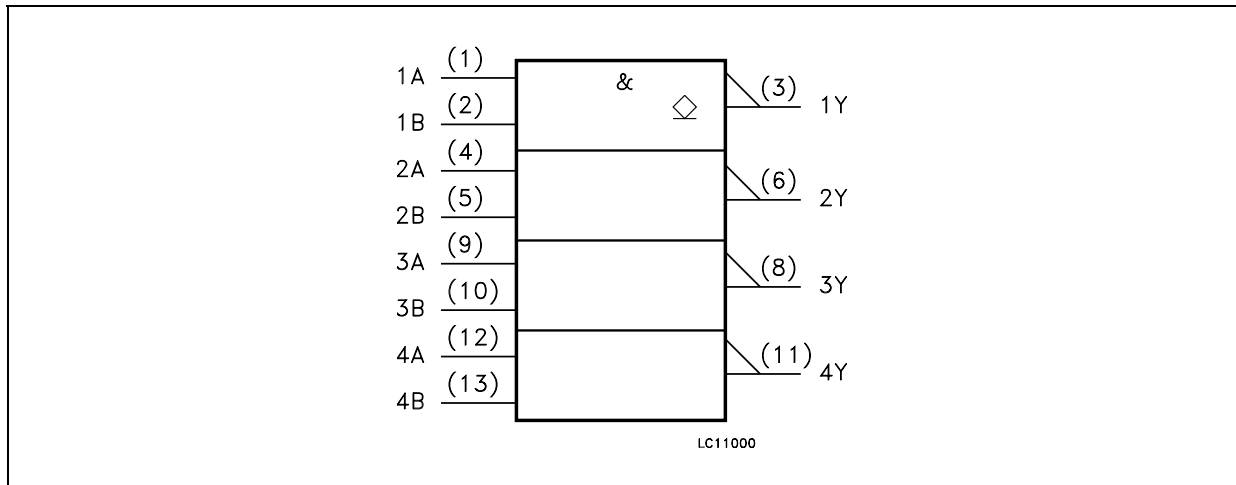 1A (1)
1B (2)
2A (4)
2B (5)
3A (9)
3B (10)
4A (12)
4B (13)
&
(3) 1Y
(6) 2Y
(8) 3Y
(11) 4Y
LC11000